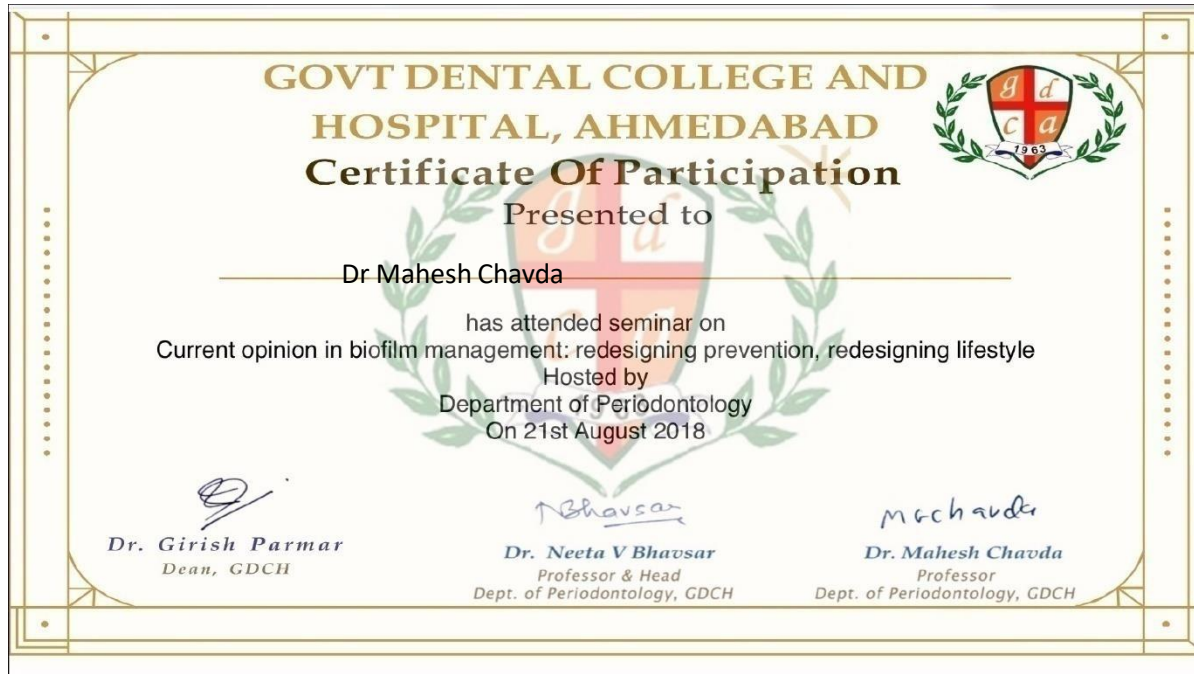 GOVT DENTAL COLLEGE AND
HOSPITAL, AHMEDABAD
g d
c a
1963
Certificate Of Participation
Presented to
Dr Mahesh Chavda
has attended seminar on
Current opinion in biofilm management: redesigning prevention, redesigning lifestyle
Hosted by
Department of Periodontology
On 21st August 2018
NBhavsar
Mrchavda
Dr. Girish Parmar
Dean, GDCH
Dr. Neeta V Bhavsar
Professor & Head
Dept. of Periodontology, GDCH
Dr. Mahesh Chavda
Professor
Dept. of Periodontology, GDCH